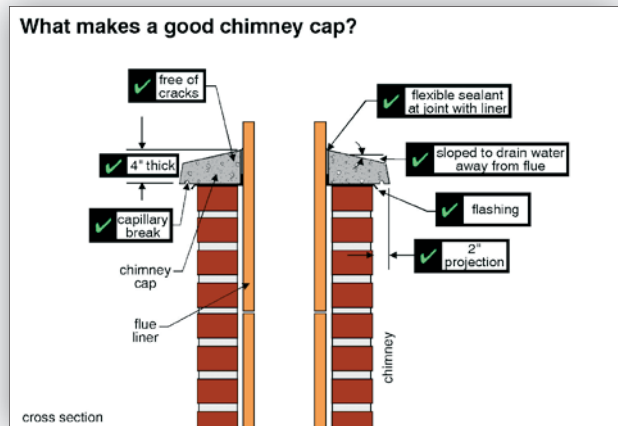 What makes a good chimney cap?
free of
cracks
flexible sealant
at joint with liner
4" thick
sloped to drain water
away from flue
capillary
break
flashing
chimney
cap
2"
projection
flue
liner
chimney
cross section